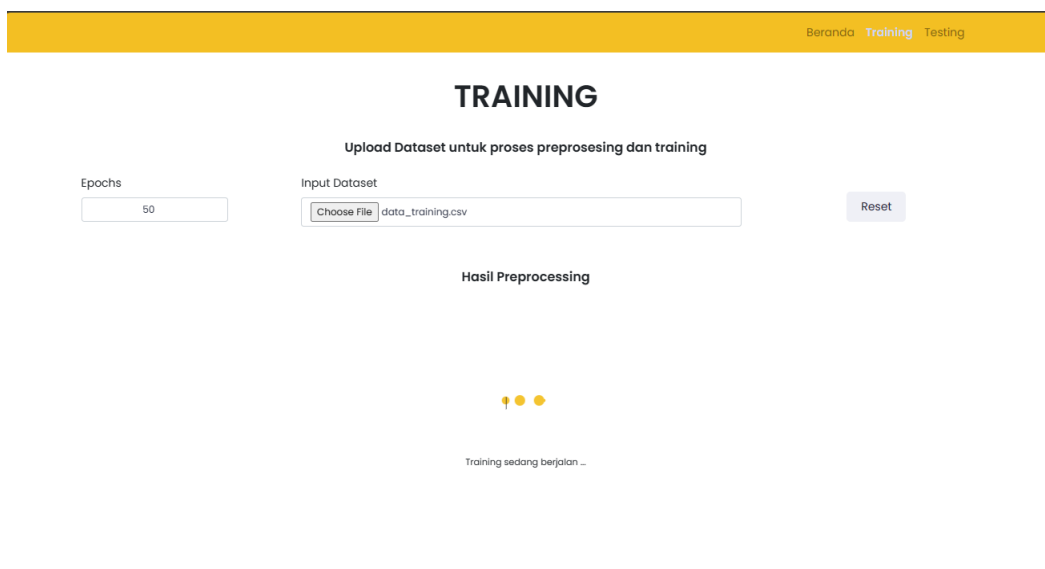 Beranda Training Testing
TRAINING
Upload Dataset untuk proses preprosesing dan training
Epochs Input Dataset
50 Choose File data_training.csv Reset
Hasil Preprocessing
Training sedang berjalan ...